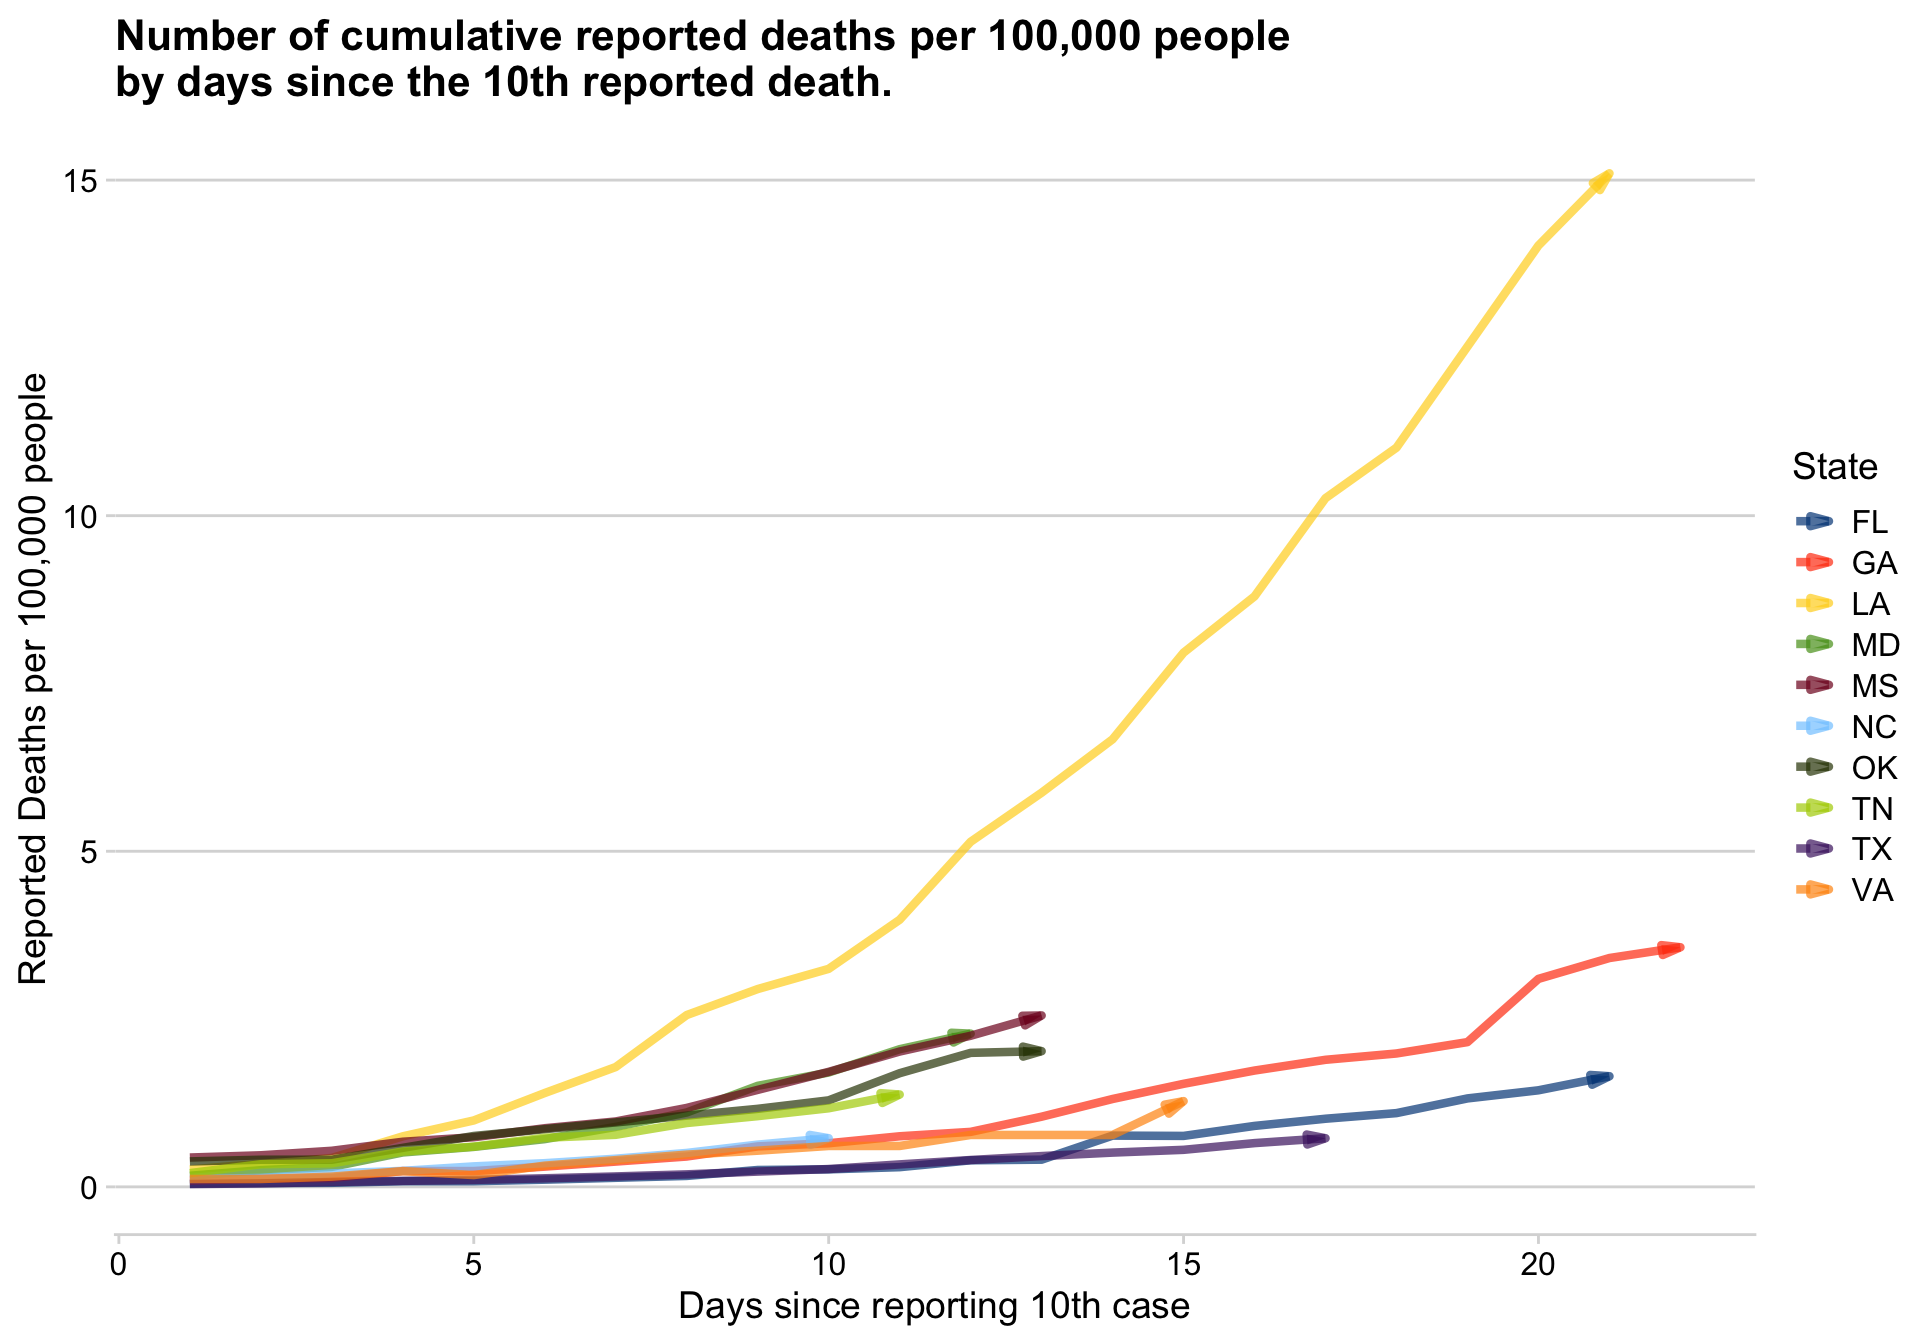 Number of cumulative reported deaths per 100,000 people
by days since the 10th reported death.
Reported Deaths per 100,000 people
15
10
5
0
0
5
10
15
20
Days since reporting 10th case
State
FL
GA
LA
MD
MS
NC
OK
TN
TX
VA